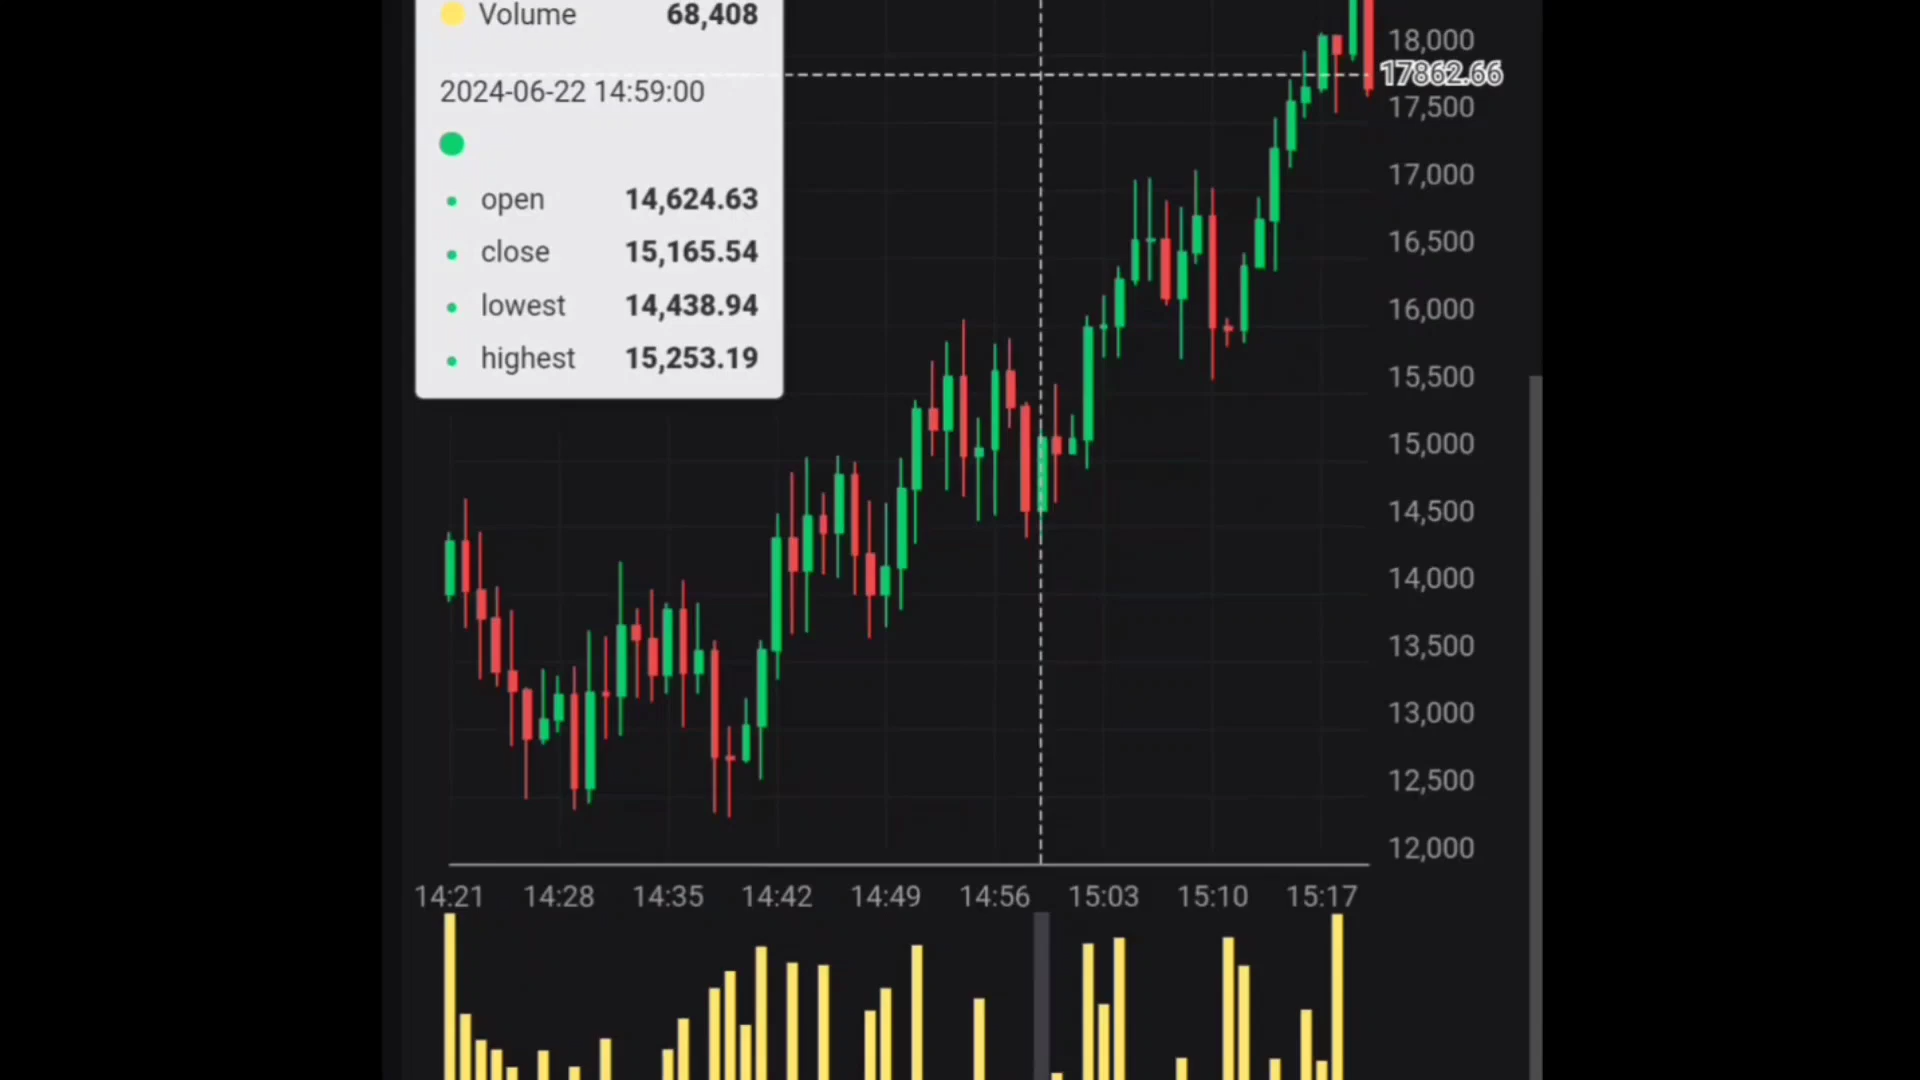 Volume 68,408
2024-06-22 14:59:00
open 14,624.63
close 15,165.54
lowest 14,438.94
highest 15,253.19
18,000
17862.66
17,500
17,000
16,500
16,000
15,500
15,000
14,500
14,000
13,500
13,000
12,500
12,000
14:21 14:28 14:35 14:42 14:49 14:56 15:03 15:10 15:17